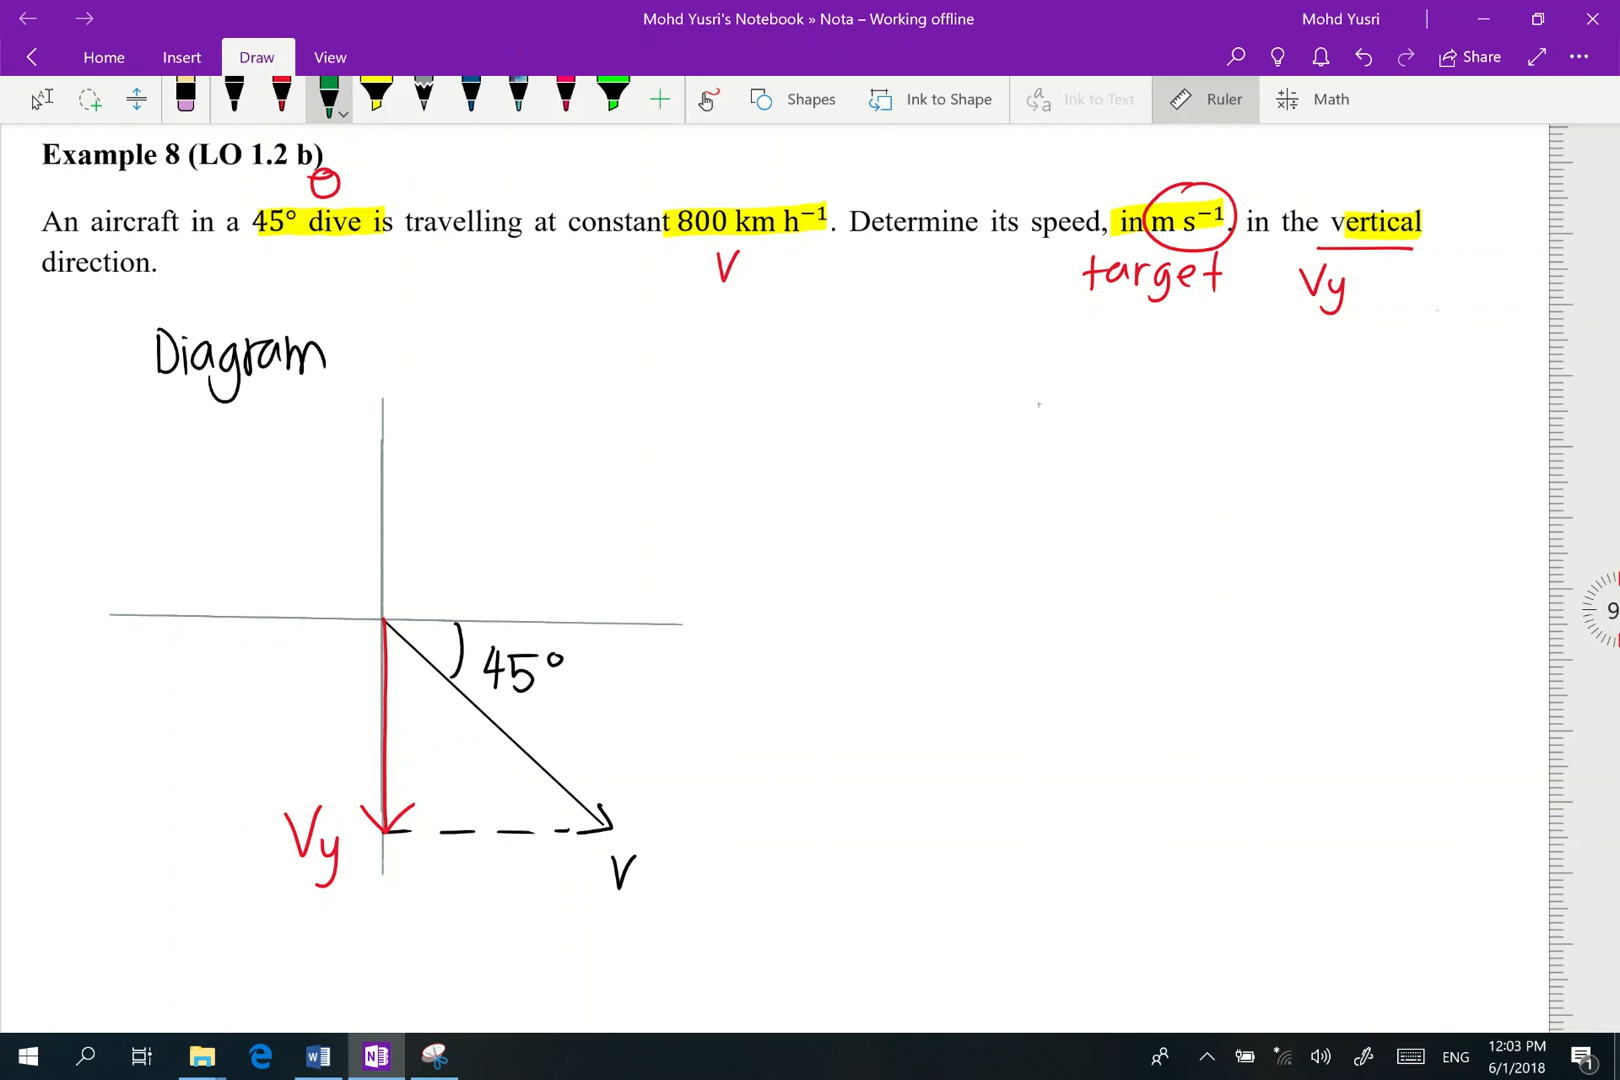 Mohd Yusri's Notebook » Nota – Working offline
Mohd Yusri
Home Insert Draw View
Share
Shapes Ink to Shape Ink to Text Ruler Math
Example 8 (LO 1.2 b)
θ
An aircraft in a 45° dive is travelling at constant 800 km h⁻¹. Determine its speed, in m s⁻¹, in the vertical
direction.
V
target
Vy
Diagram
45°
Vy
V
9
ENG
12:03 PM
6/1/2018
1